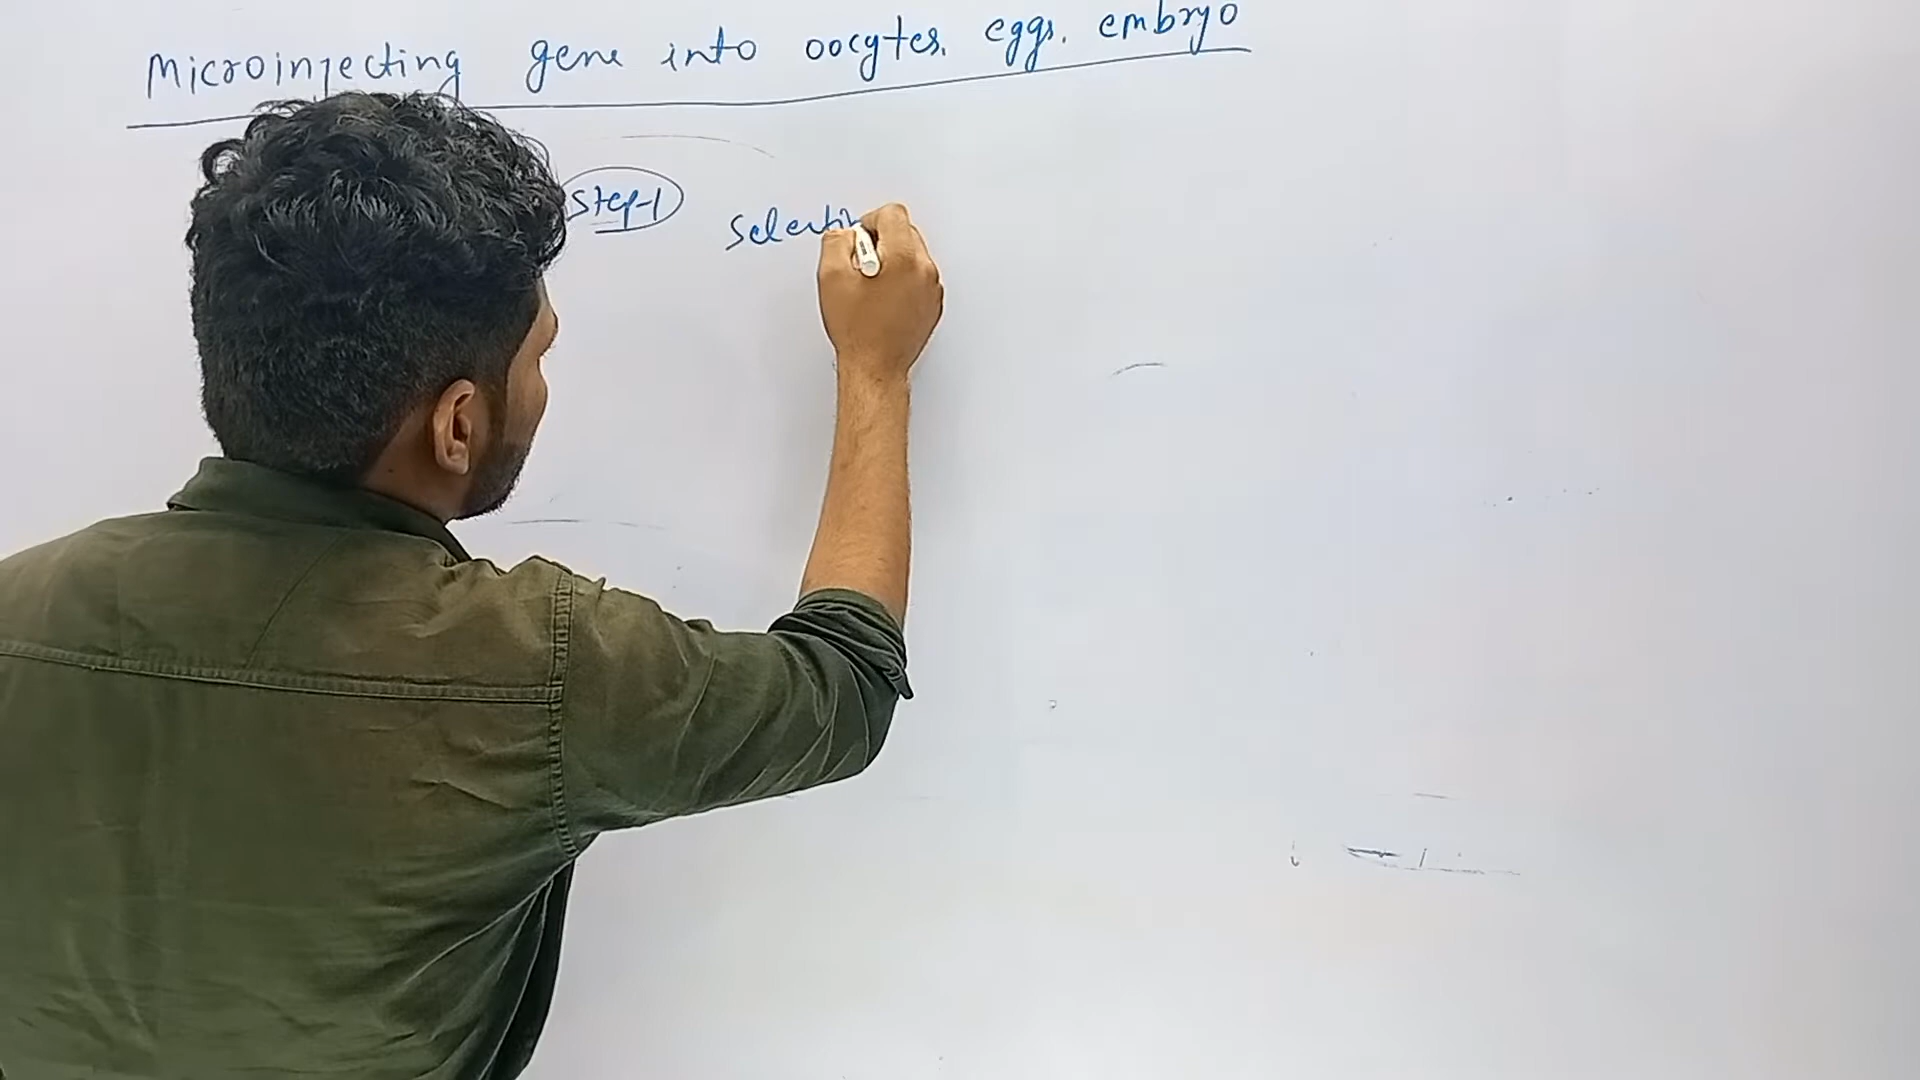 Microinjecting gene into oocytes, eggs, embryo
Step-1